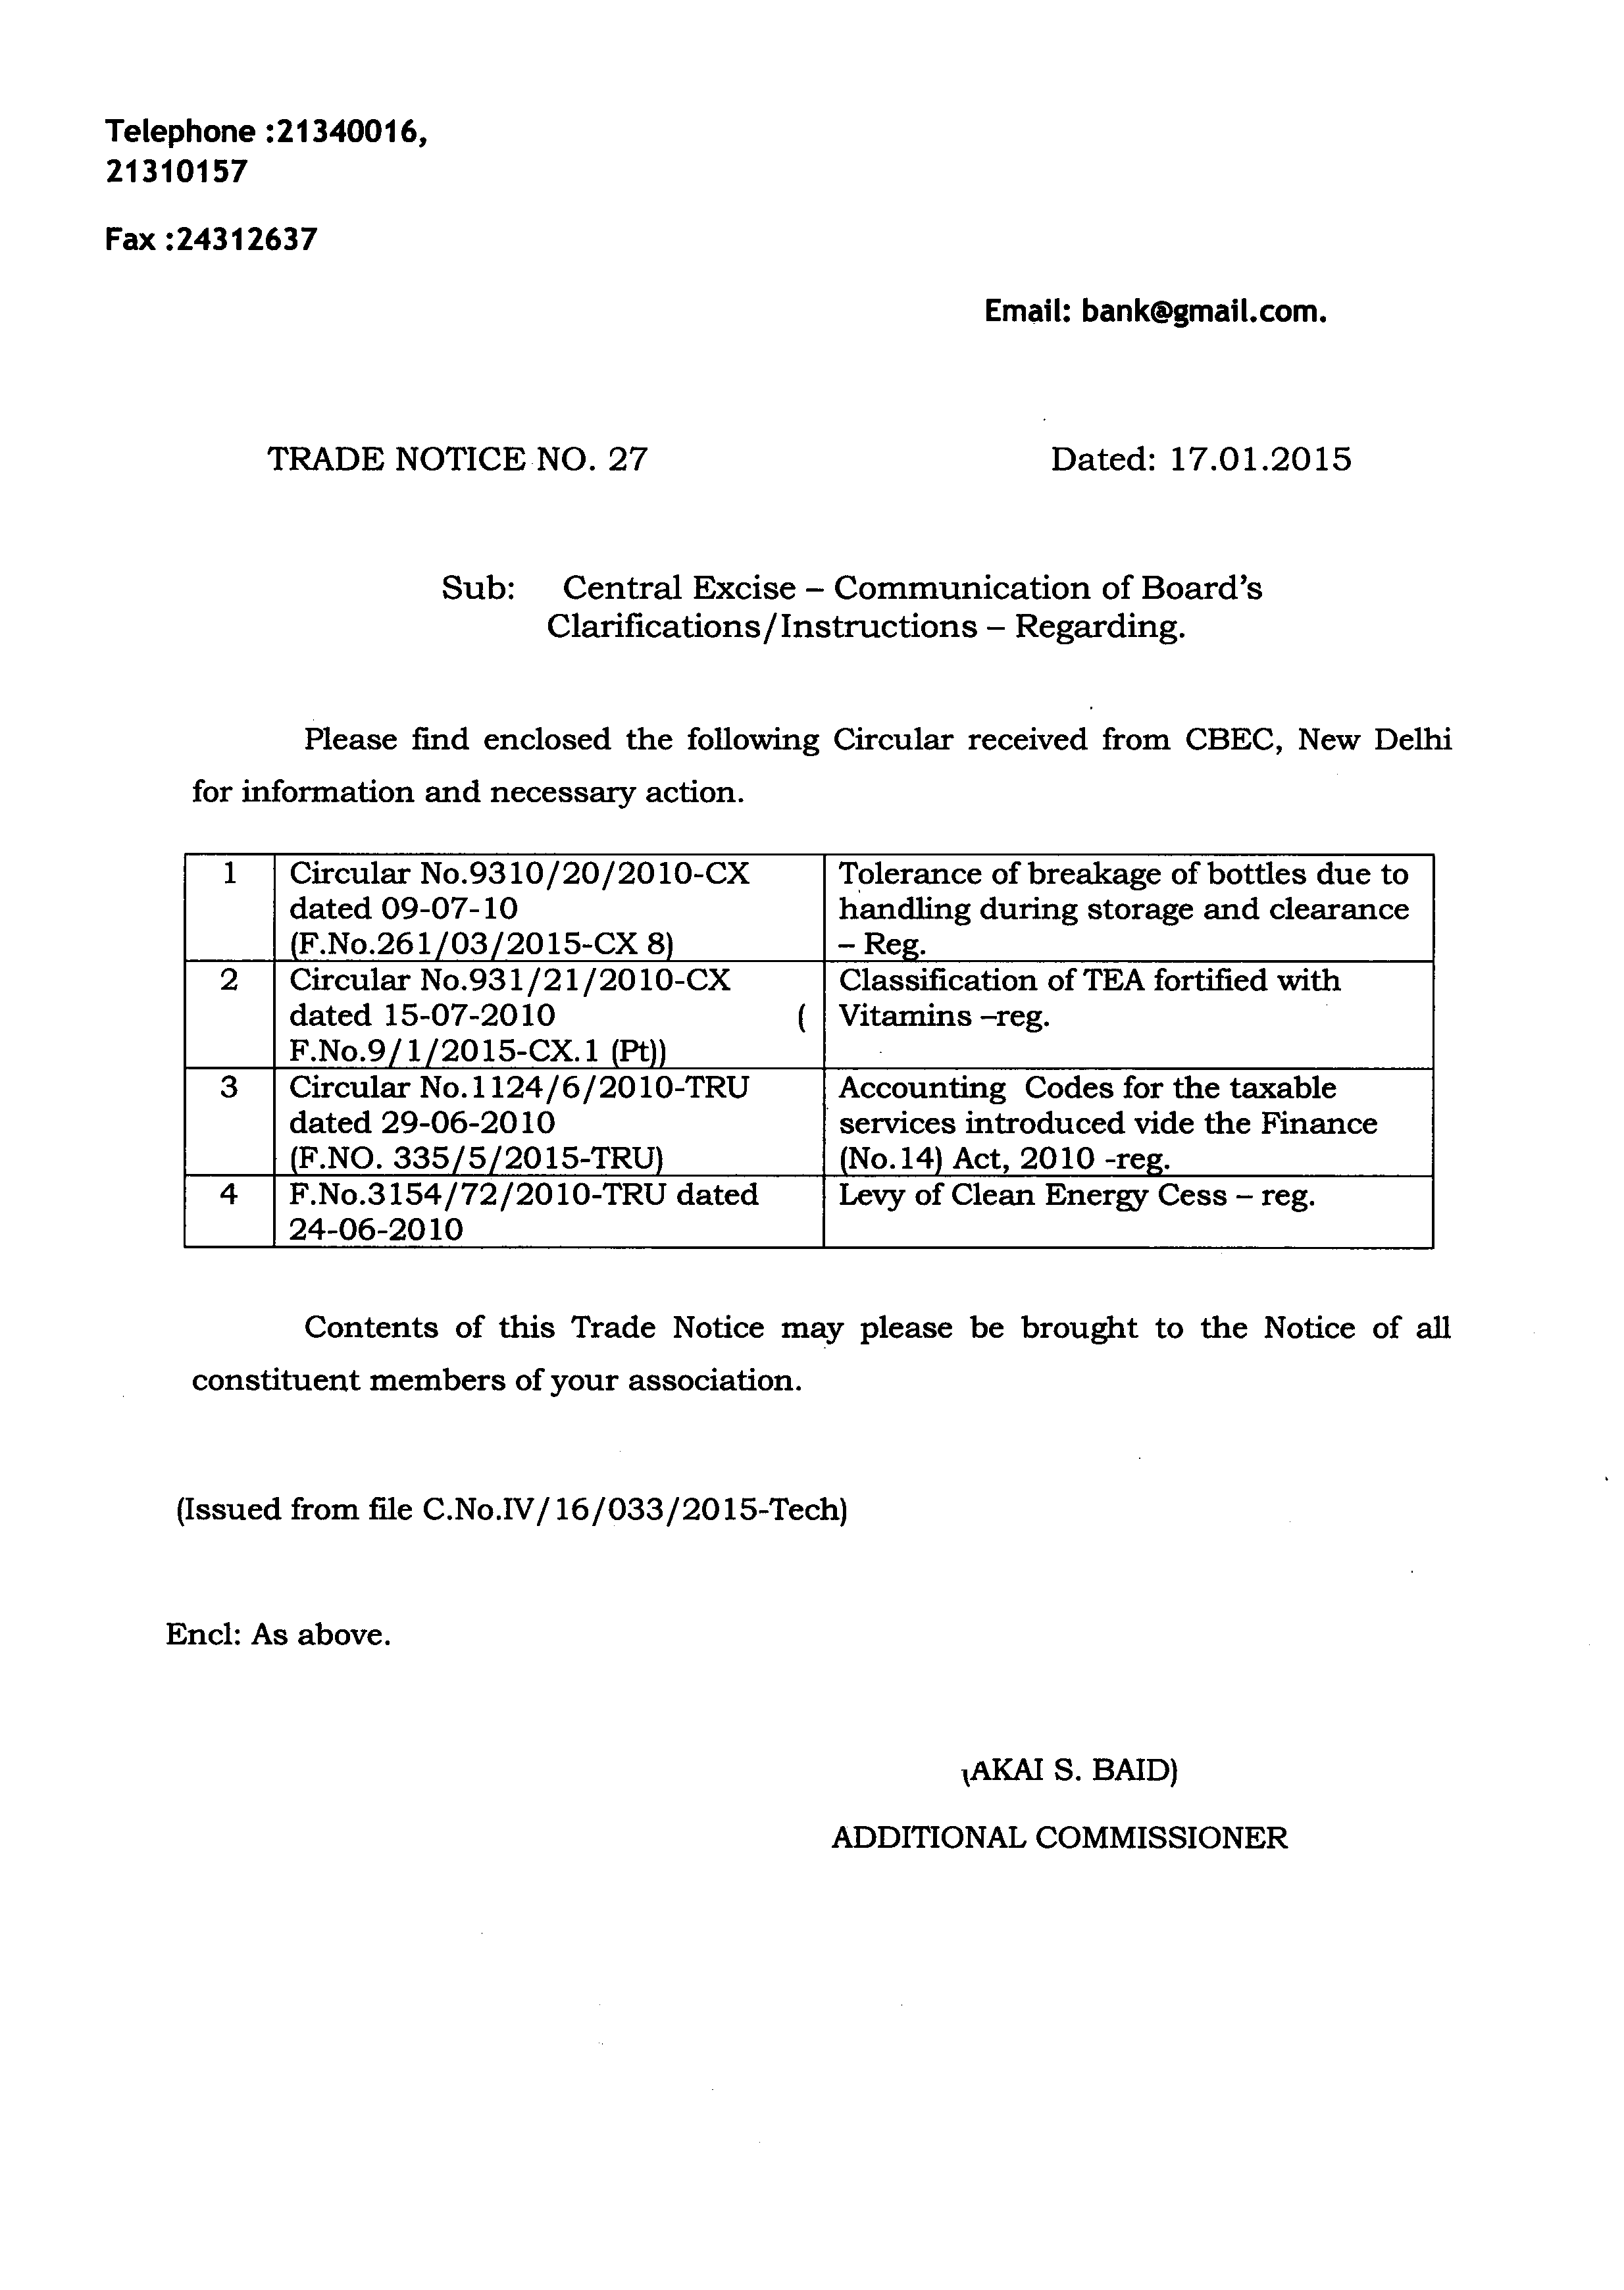 Telephone :21340016,
21310157
Fax :24312637
Email: bank@gmail.com.
TRADE NOTICE NO. 27 Dated: 17.01.2015
Sub: Central Excise – Communication of Board's
Clarifications/Instructions – Regarding.
Please find enclosed the following Circular received from CBEC, New Delhi
for information and necessary action.
1 Circular No.9310/20/2010-CX Tolerance of breakage of bottles due to
dated 09-07-10 handling during storage and clearance
(F.No.261/03/2015-CX 8) – Reg.
2 Circular No.931/21/2010-CX Classification of TEA fortified with
dated 15-07-2010 ( Vitamins –reg.
F.No.9/1/2015-CX.1 (Pt))
3 Circular No.1124/6/2010-TRU Accounting Codes for the taxable
dated 29-06-2010 services introduced vide the Finance
(F.NO. 335/5/2015-TRU) (No.14) Act, 2010 -reg.
4 F.No.3154/72/2010-TRU dated Levy of Clean Energy Cess – reg.
24-06-2010
Contents of this Trade Notice may please be brought to the Notice of all
constituent members of your association.
(Issued from file C.No.IV/16/033/2015-Tech)
Encl: As above.
(AKAI S. BAID)
ADDITIONAL COMMISSIONER